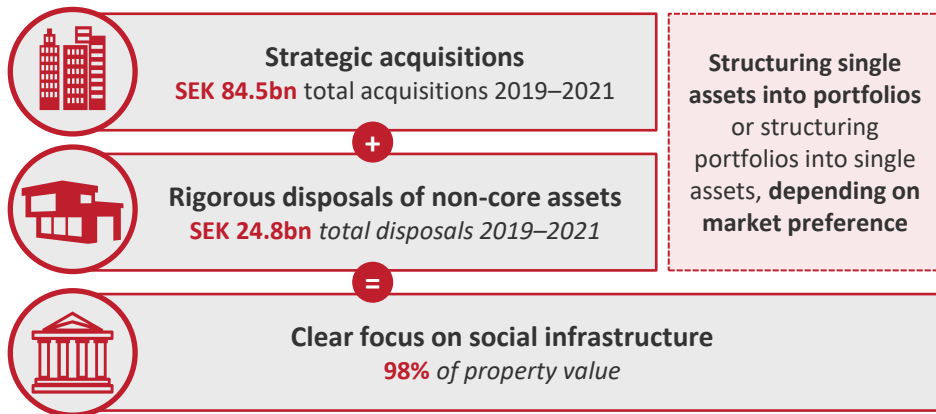 Strategic acquisitions
SEK 84.5bn total acquisitions 2019–2021
+
Rigorous disposals of non-core assets
SEK 24.8bn total disposals 2019–2021
=
Clear focus on social infrastructure
98% of property value
Structuring single
assets into portfolios
or structuring
portfolios into single
assets, depending on
market preference